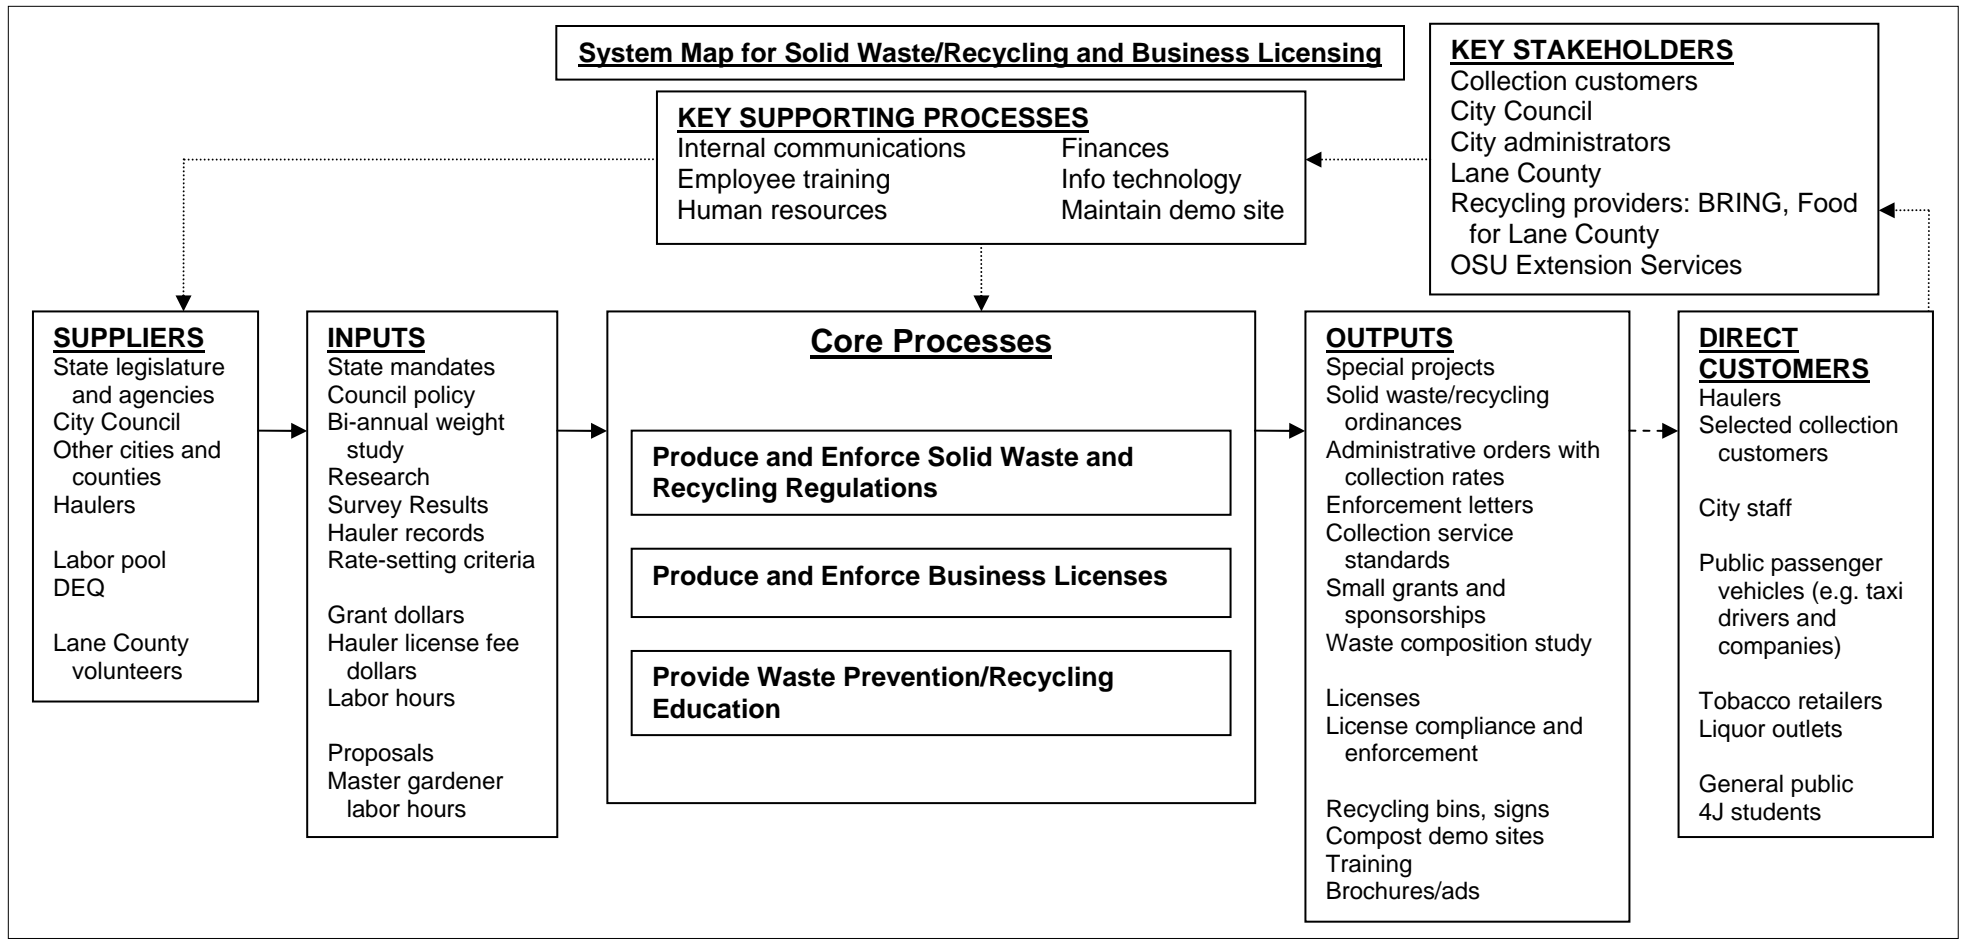 System Map for Solid Waste/Recycling and Business Licensing
KEY STAKEHOLDERS
Collection customers
City Council
City administrators
Lane County
Recycling providers: BRING, Food
for Lane County
OSU Extension Services
KEY SUPPORTING PROCESSES
Internal communications
Employee training
Human resources
Finances
Info technology
Maintain demo site
SUPPLIERS
State legislature
and agencies
City Council
Other cities and
counties
Haulers
Labor pool
DEQ
Lane County
volunteers
INPUTS
State mandates
Council policy
Bi-annual weight
study
Research
Survey Results
Hauler records
Rate-setting criteria
Grant dollars
Hauler license fee
dollars
Labor hours
Proposals
Master gardener
labor hours
Core Processes
Produce and Enforce Solid Waste and
Recycling Regulations
Produce and Enforce Business Licenses
Provide Waste Prevention/Recycling
Education
OUTPUTS
Special projects
Solid waste/recycling
ordinances
Administrative orders with
collection rates
Enforcement letters
Collection service
standards
Small grants and
sponsorships
Waste composition study
Licenses
License compliance and
enforcement
Recycling bins, signs
Compost demo sites
Training
Brochures/ads
DIRECT
CUSTOMERS
Haulers
Selected collection
customers
City staff
Public passenger
vehicles (e.g. taxi
drivers and
companies)
Tobacco retailers
Liquor outlets
General public
4J students